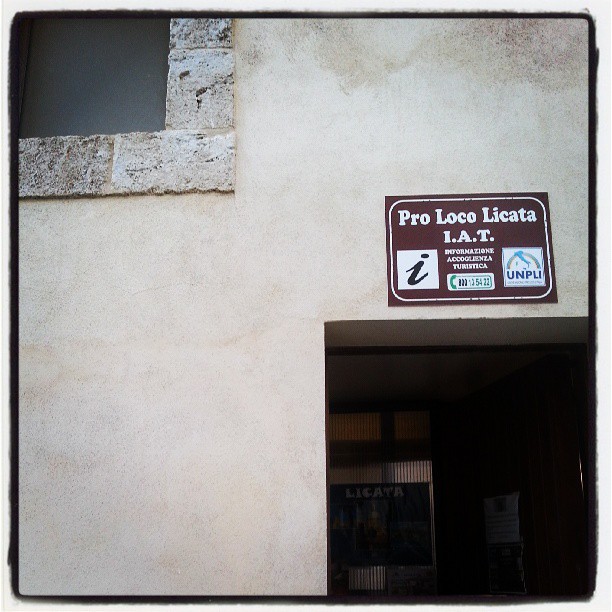 Pro Loco Licata
I.A.T.
INFORMAZIONE
ACCOGLIENZA
TURISTICA
i
UNPLI
LICATA